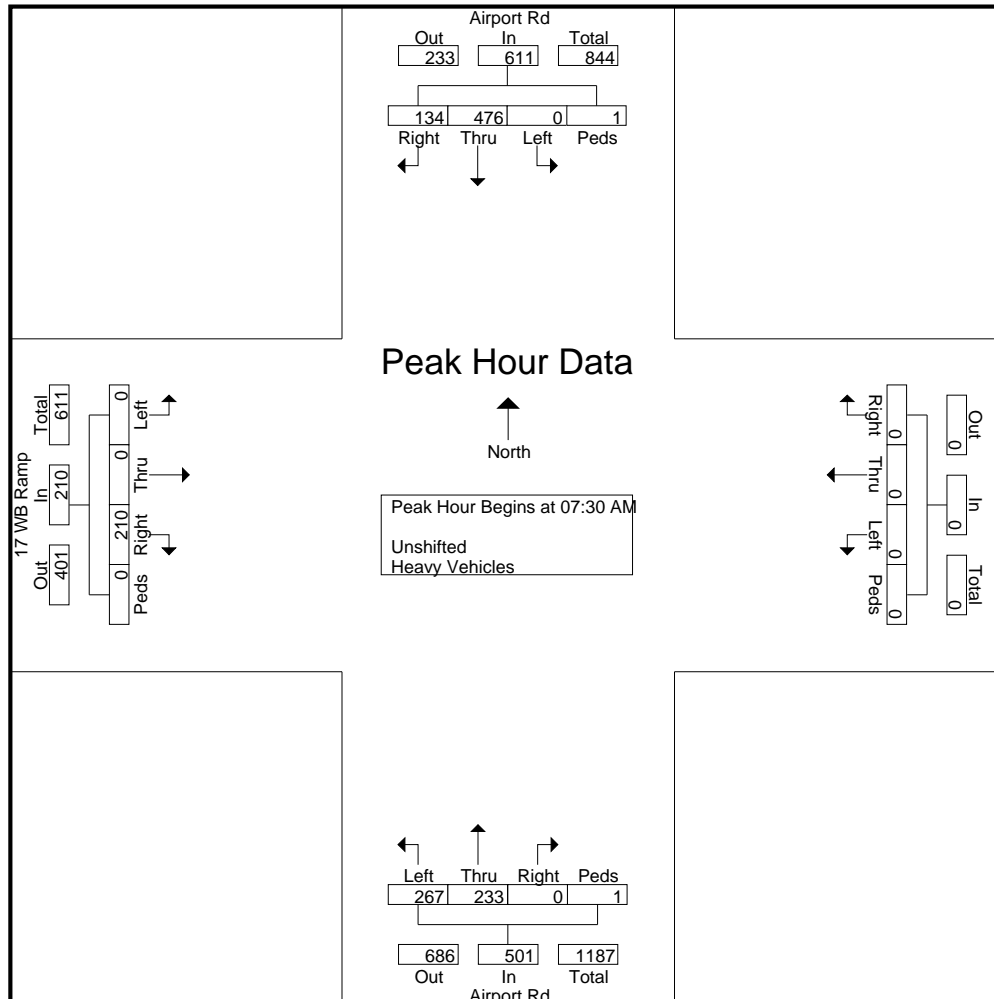 Airport Rd
Out In Total
233 611 844
134 476 0 1
Right Thru Left Peds
Peak Hour Data
North
Peak Hour Begins at 07:30 AM
Unshifted
Heavy Vehicles
17 WB Ramp
Out In Total
401 210 611
0 210 0 0
Peds Right Thru Left
Out In Total
0 0 0
Right Thru Left Peds
0 0 0 0
Left Thru Right Peds
267 233 0 1
686 501 1187
Out In Total
Airport Rd